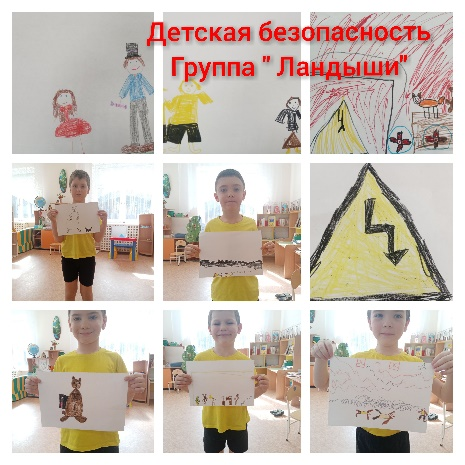 Детская безопасность
Группа " Ландыши"